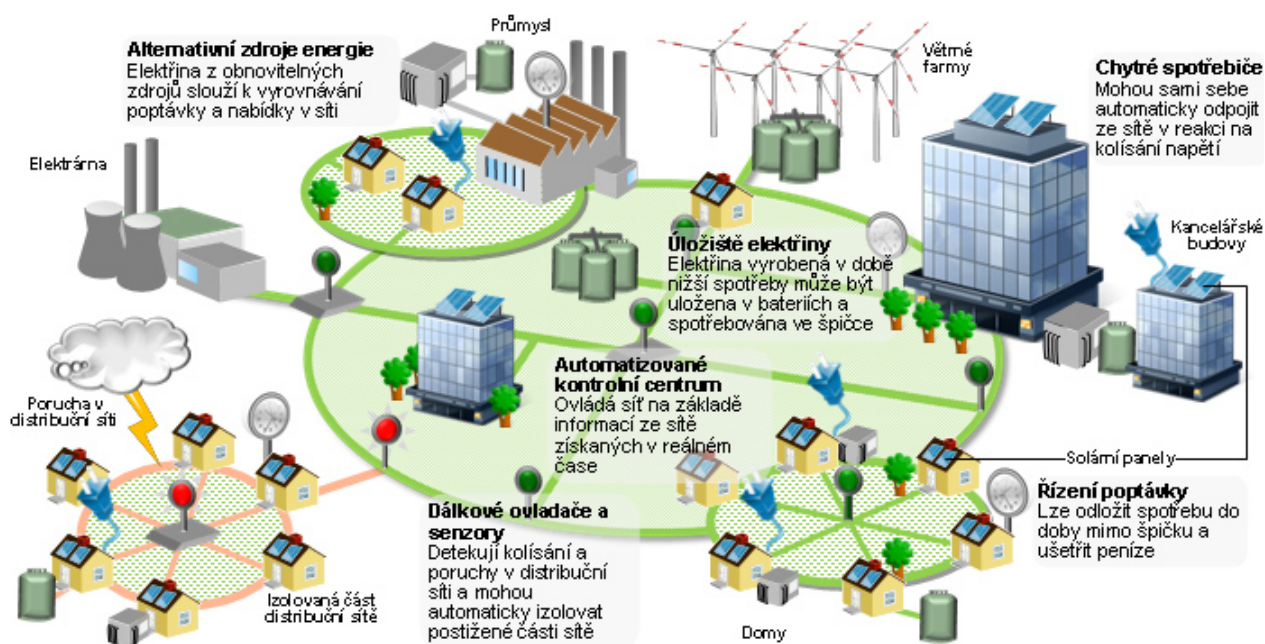 Průmysl
Alternativní zdroje energie
Elektřina z obnovitelných
zdrojů slouží k vyrovnávání
poptávky a nabídky v síti
Větrné
farmy
Chytré spotřebiče
Mohou sami sebe
automaticky odpojit
ze sítě v reakci na
kolísání napětí
Elektrárna
Kancelářské
budovy
Úložiště elektřiny
Elektřina vyrobená v době
nižší spotřeby může být
uložena v bateriích a
spotřebována ve špičce
Automatizované
kontrolní centrum
Ovládá síť na základě
informací ze sítě
získaných v reálném
čase
Porucha v
distribuční síti
Solární panely
Řízení poptávky
Lze odložit spotřebu do
doby mimo špičku a
ušetřit peníze
Dálkové ovladače a
senzory
Detekují kolísání a
poruchy v distribuční
síti a mohou
automaticky izolovat
postižené části sítě
Izolovaná část
distribuční sítě
Domy